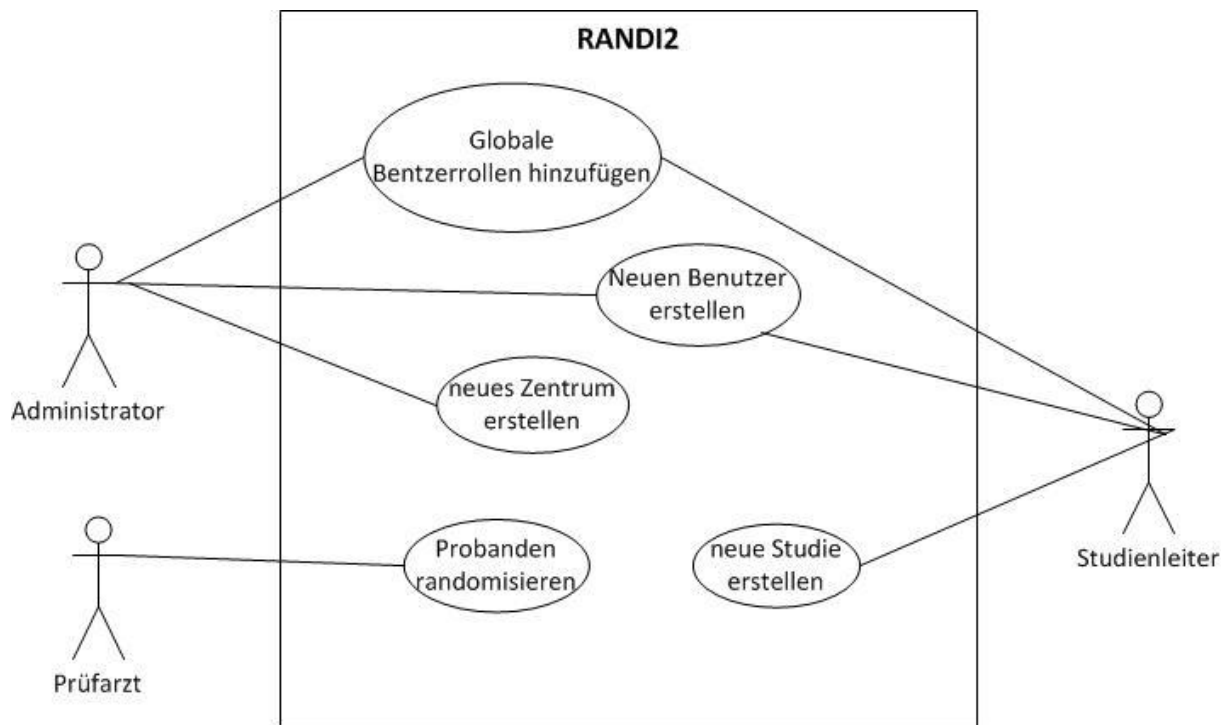 RANDI2
Globale
Bentzerrollen hinzufügen
Neuen Benutzer
erstellen
neues Zentrum
erstellen
Administrator
Probanden
randomisieren
neue Studie
erstellen
Studienleiter
Prüfarzt